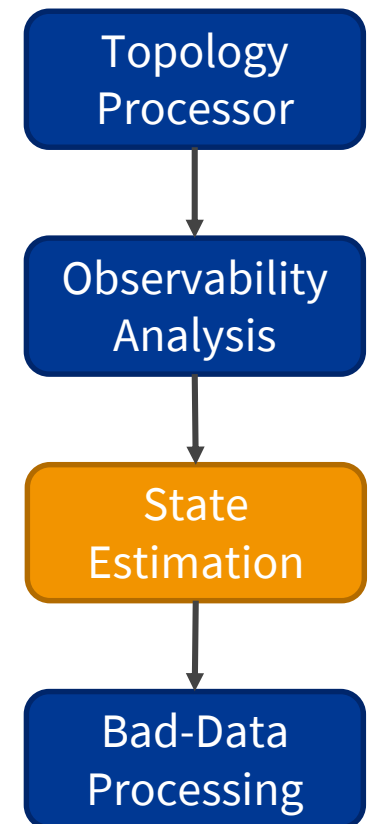 Topology
Processor
Observability
Analysis
State
Estimation
Bad-Data
Processing